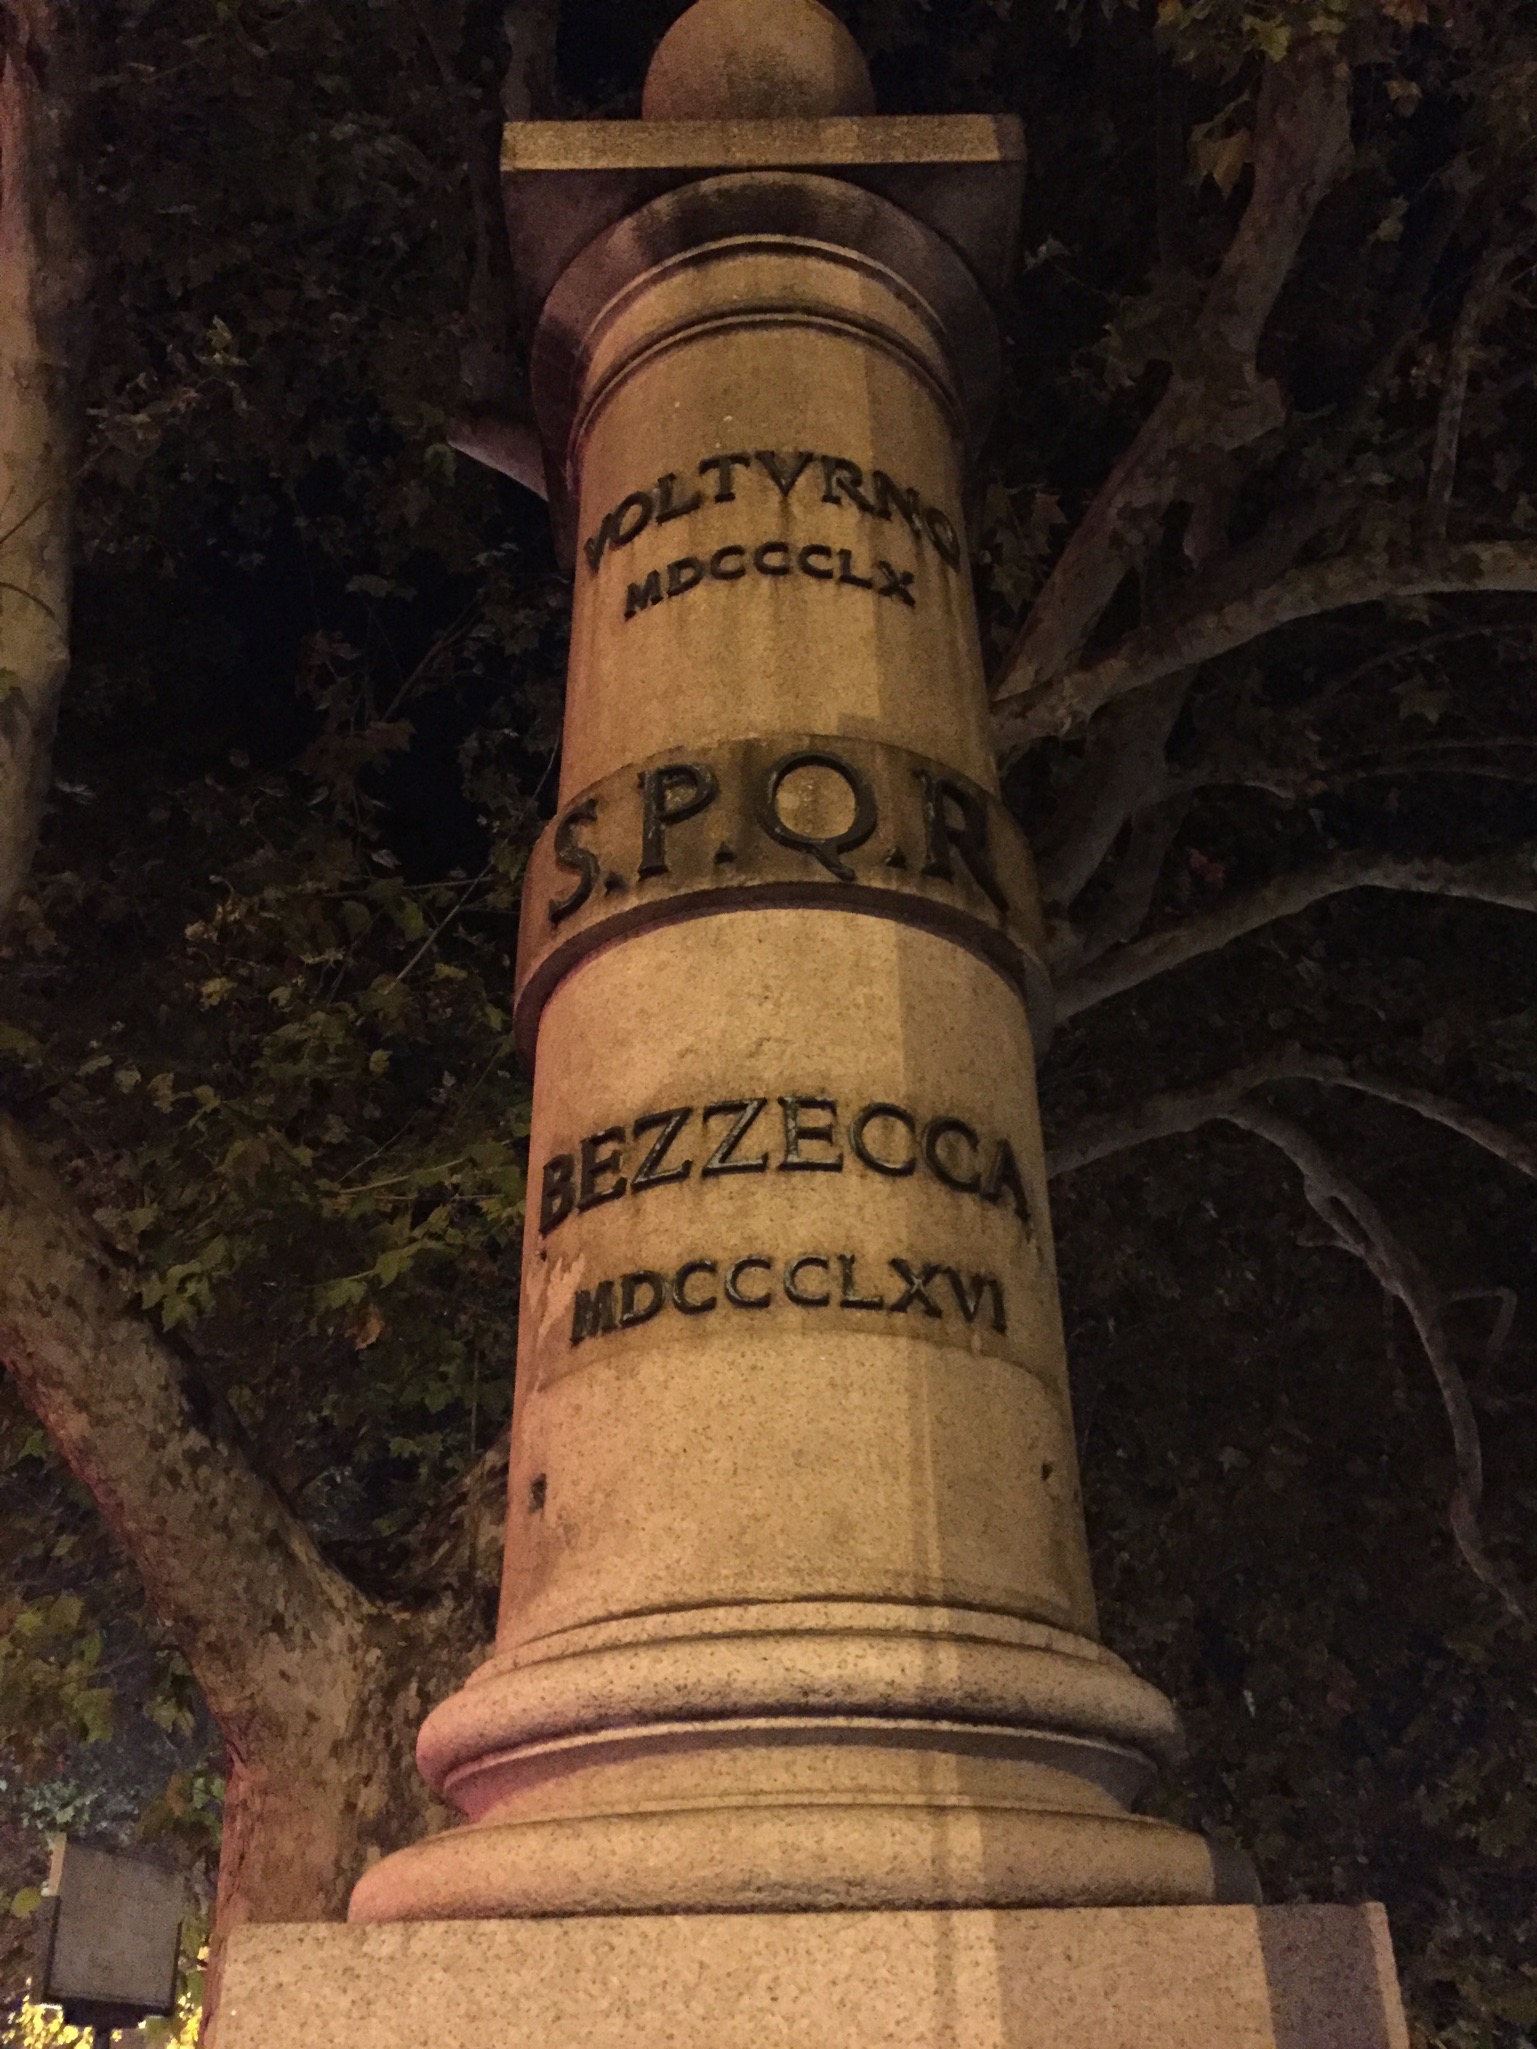 VOLTVRNO
MDCCCLX
S.P.Q.R
BEZZECCA
MDCCCLXVI